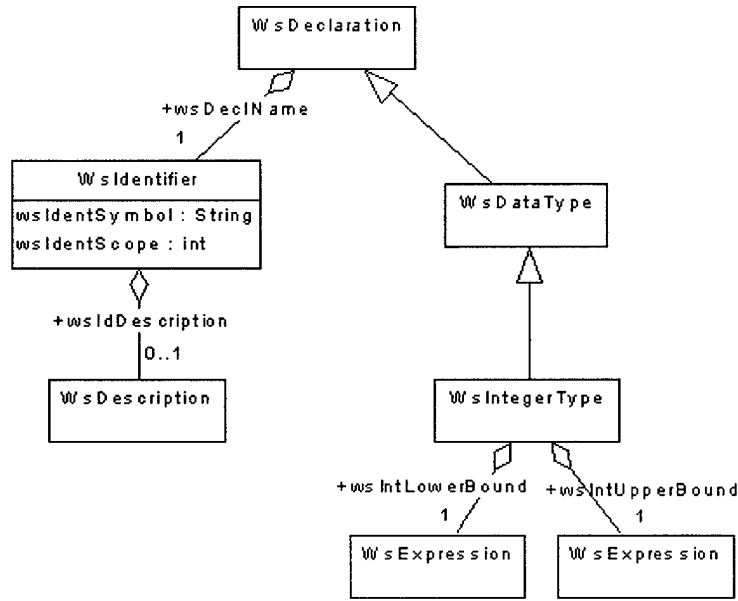 WsDeclaration
+wsDeclName
1
WsIdentifier
wsIdentSymbol : String
wsIdentScope : int
WsDataType
+wsIdDescription
0..1
WsDescription
WsIntegerType
+wsIntLowerBound
+wsIntUpperBound
1
1
WsExpression
WsExpression